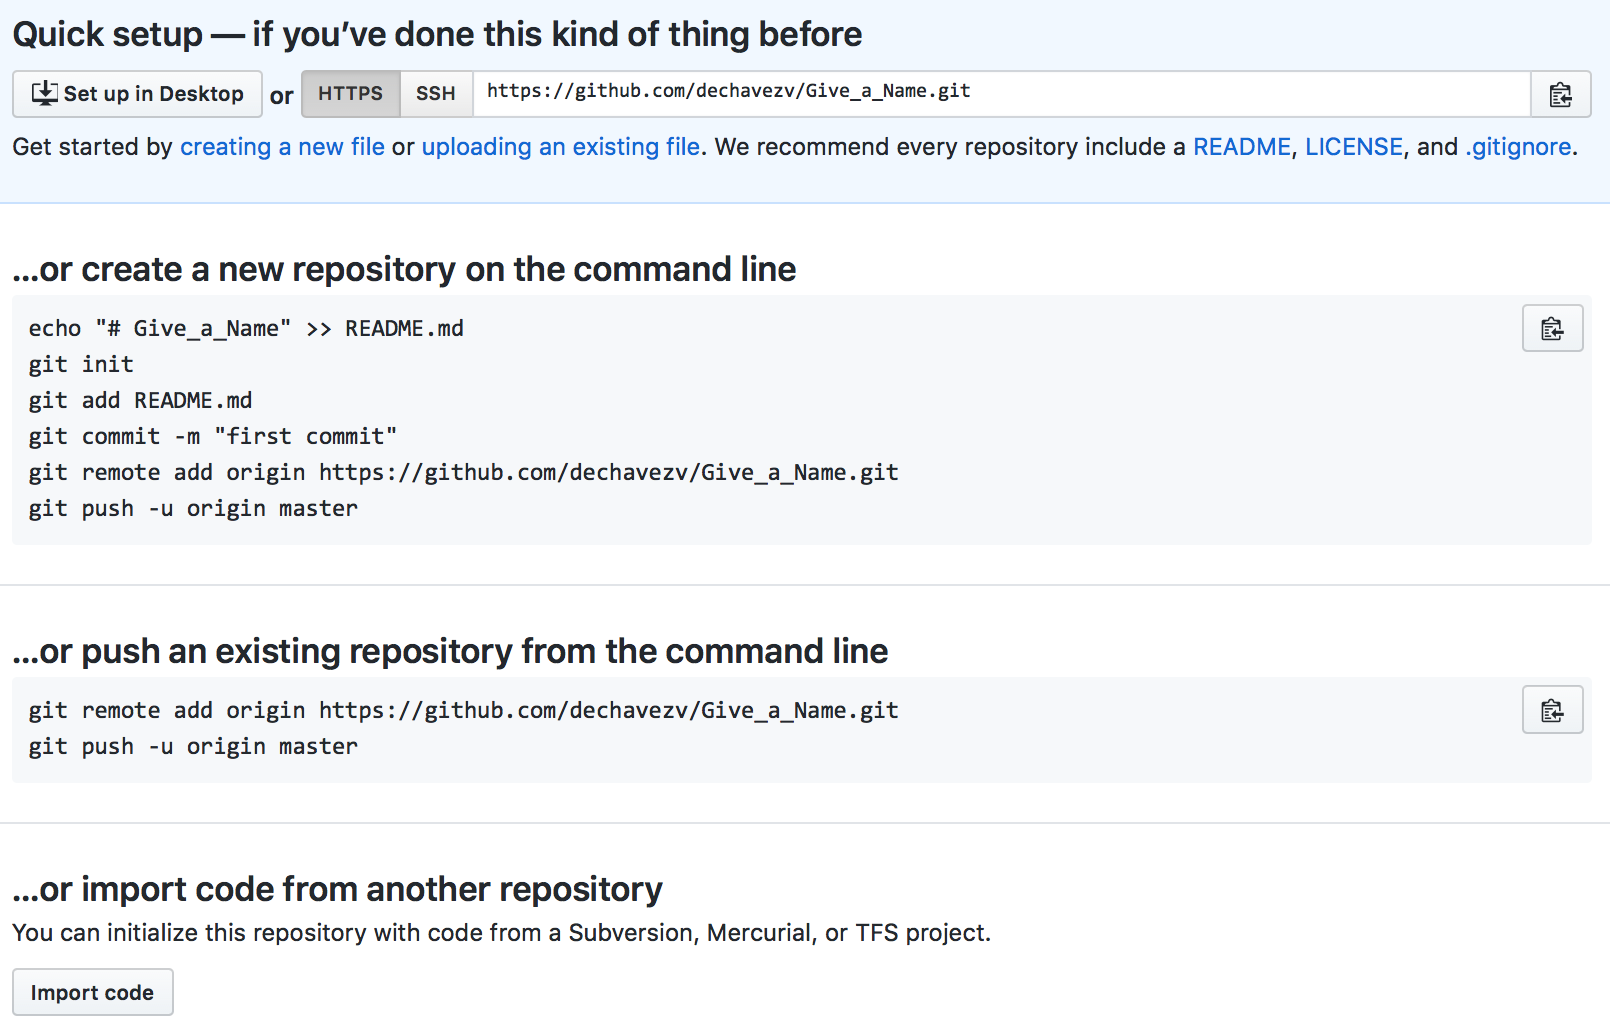 Quick setup — if you’ve done this kind of thing before
Set up in Desktop or HTTPS SSH https://github.com/dechavezv/Give_a_Name.git
Get started by creating a new file or uploading an existing file. We recommend every repository include a README, LICENSE, and .gitignore.
…or create a new repository on the command line
echo "# Give_a_Name" >> README.md
git init
git add README.md
git commit -m "first commit"
git remote add origin https://github.com/dechavezv/Give_a_Name.git
git push -u origin master
…or push an existing repository from the command line
git remote add origin https://github.com/dechavezv/Give_a_Name.git
git push -u origin master
…or import code from another repository
You can initialize this repository with code from a Subversion, Mercurial, or TFS project.
Import code